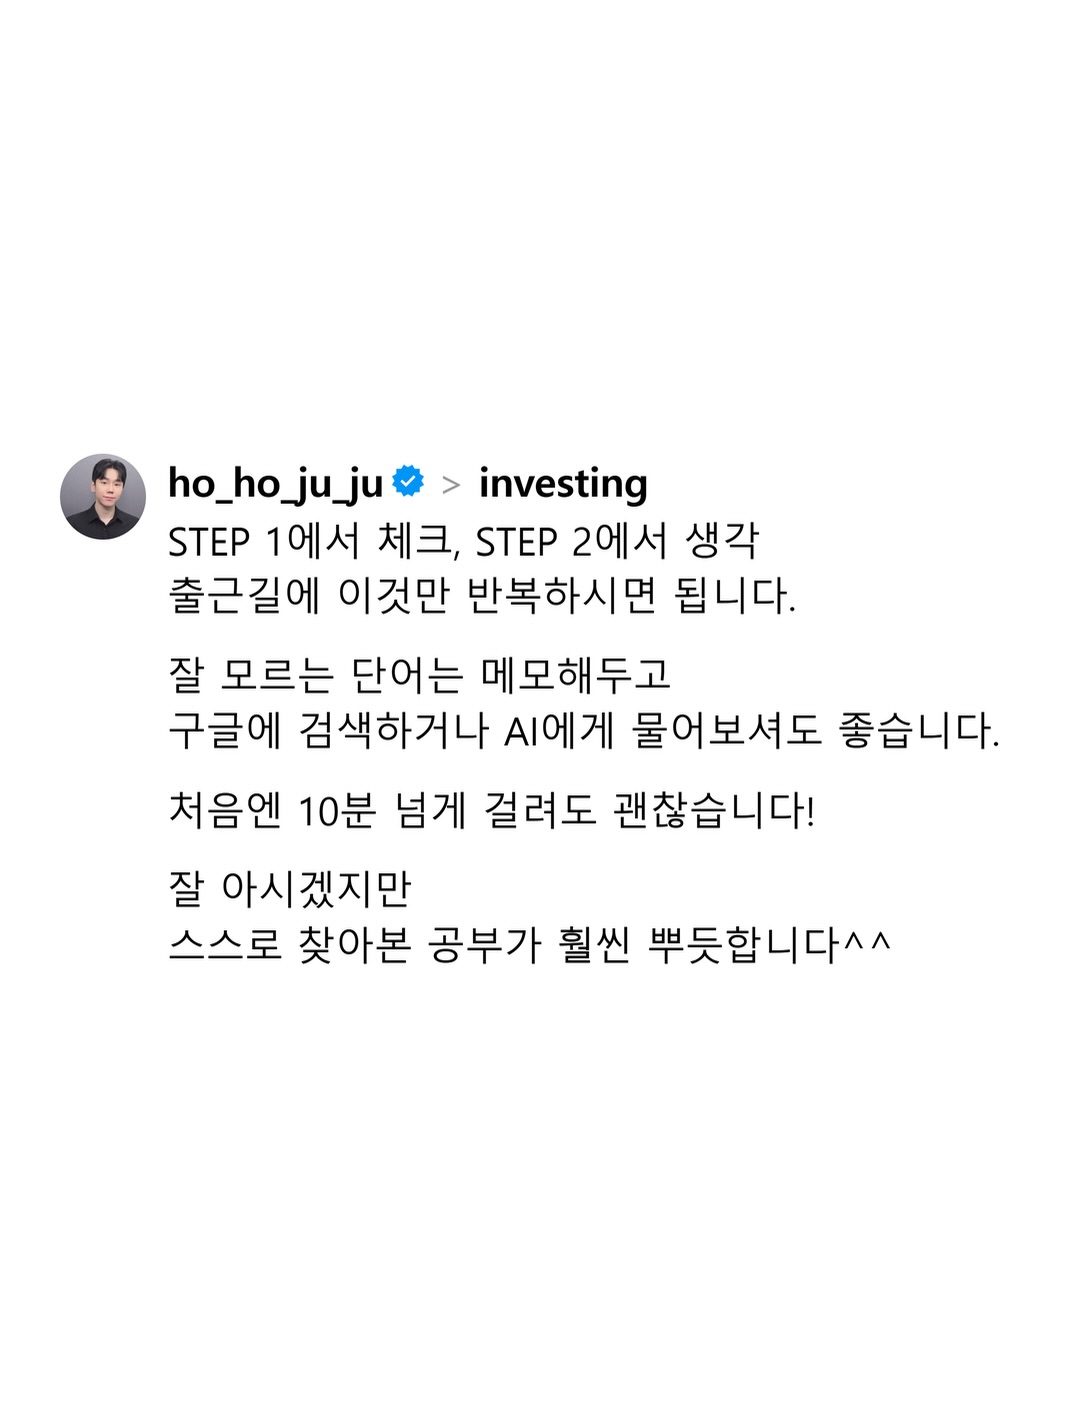 ho_ho_ju_ju > investing
STEP 1에서 체크, STEP 2에서 생각
출근길에 이것만 반복하시면 됩니다.
잘 모르는 단어는 메모해두고
구글에 검색하거나 AI에게 물어보셔도 좋습니다.
처음엔 10분 넘게 걸려도 괜찮습니다!
잘 아시겠지만
스스로 찾아본 공부가 훨씬 뿌듯합니다^^